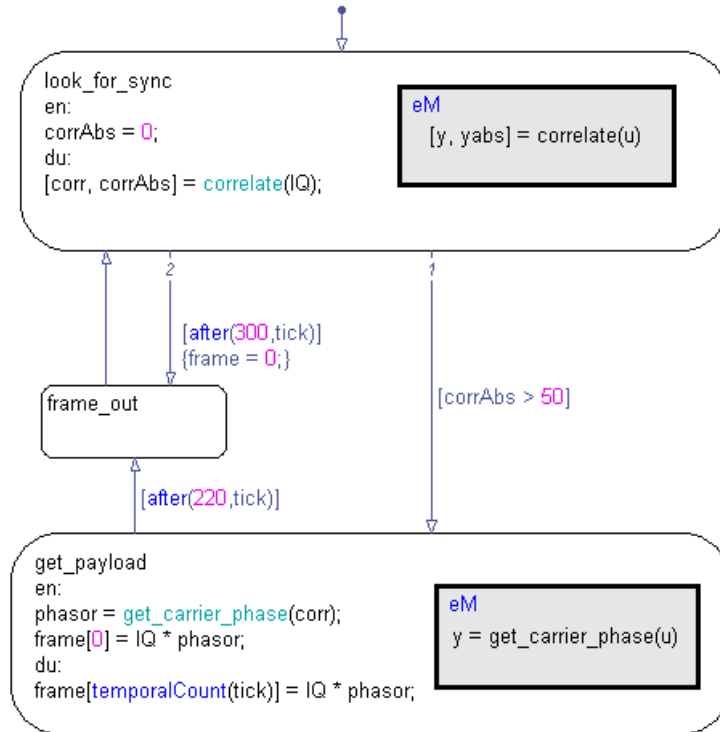 look_for_sync
en:
corrAbs = 0;
du:
[corr, corrAbs] = correlate(IQ);
eM
[y, yabs] = correlate(u)
2
1
[after(300,tick)]
{frame = 0;}
frame_out
[corrAbs > 50]
[after(220,tick)]
get_payload
en:
phasor = get_carrier_phase(corr);
frame[0] = IQ * phasor;
du:
frame[temporalCount(tick)] = IQ * phasor;
eM
y = get_carrier_phase(u)